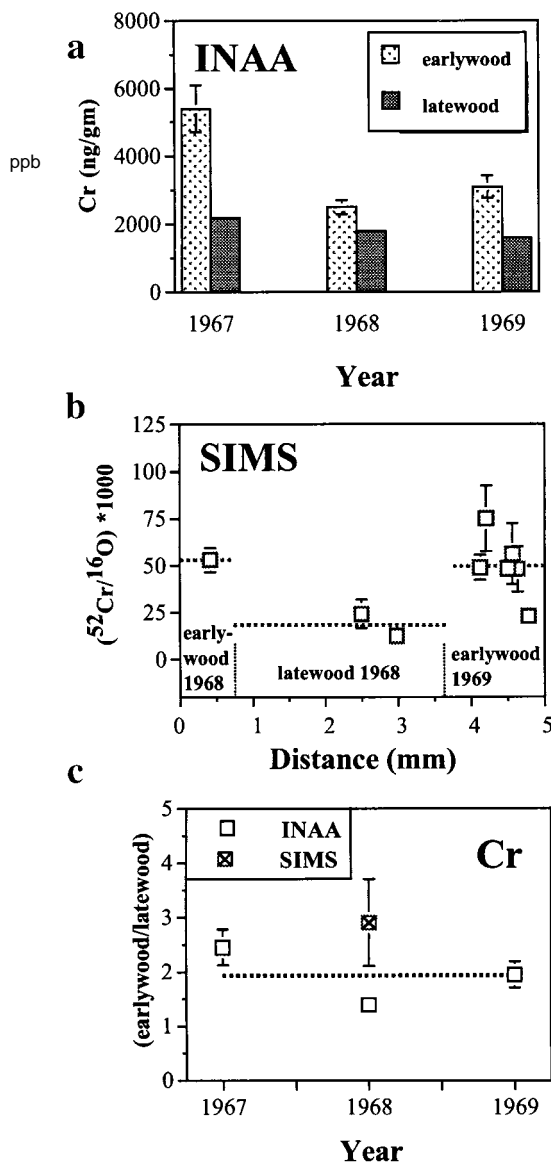 a
8000
6000
4000
2000
0
ppb
Cr (ng/gm)
INAA
earlywood
latewood
1967
1968
1969
Year
b
125
100
75
50
25
0
(⁵²Cr/¹⁶O) *1000
SIMS
early-
wood
1968
latewood 1968
earlywood
1969
0
1
2
3
4
5
Distance (mm)
c
5
4
3
2
1
0
(earlywood/latewood)
INAA
SIMS
Cr
1967
1968
1969
Year